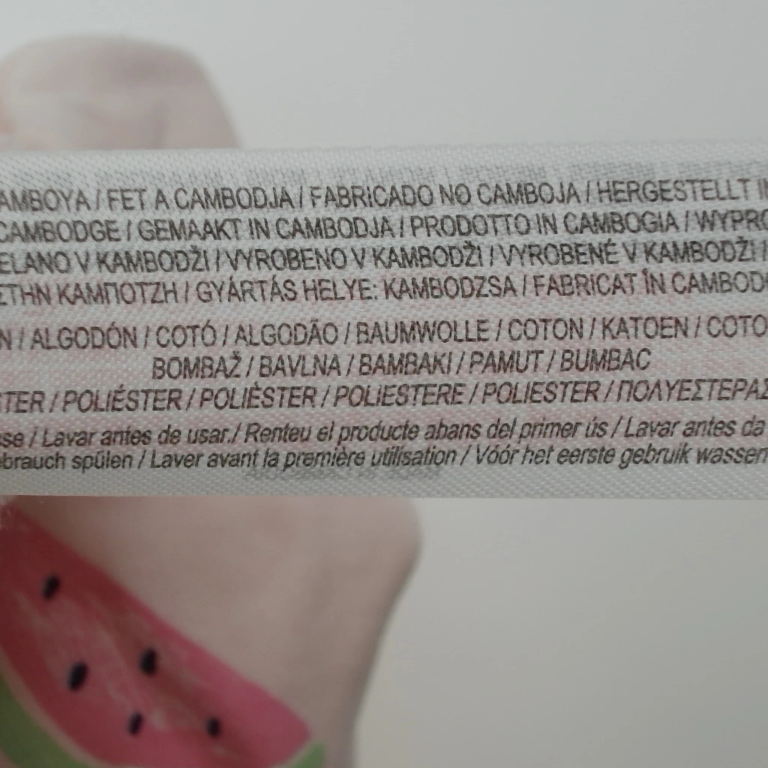 AMBOYA / FET A CAMBODJA / FABRICADO NO CAMBOJA / HERGESTELLT
CAMBODGE / GEMAAKT IN CAMBODJA / PRODOTTO IN CAMBOGIA / WYPRO
ELANO V KAMBODŽI / VYROBENO V KAMBODŽI / VYROBENÉ V KAMBODŽI /
ΣΤΗΝ ΚΑΜΠΟΤΖΗ / GYÁRTÁS HELYE: KAMBODZSA / FABRICAT ÎN CAMBOD
N / ALGODÓN / COTÓ / ALGODÃO / BAUMWOLLE / COTON / KATOEN / COTO
BOMBAŽ / BAVLNA / ΒΑΜΒΑΚΙ / PAMUT / BUMBAC
TER / POLIÉSTER / POLIÈSTER / POLIESTERE / POLIESTER / ΠΟΛΥΕΣΤΕΡΑΣ
se / Lavar antes de usar./ Renteu el producte abans del primer ús / Lavar antes da
ebrauch spülen / Laver avant la première utilisation / Vóór het eerste gebruik wassen